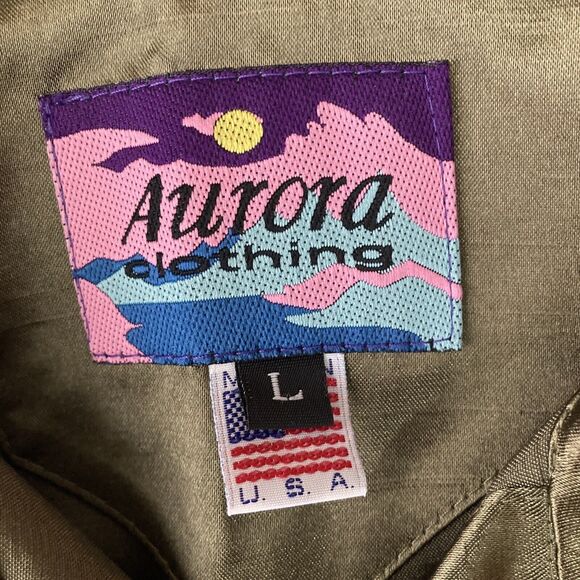 Aurora
clothing
L
U. S. A.